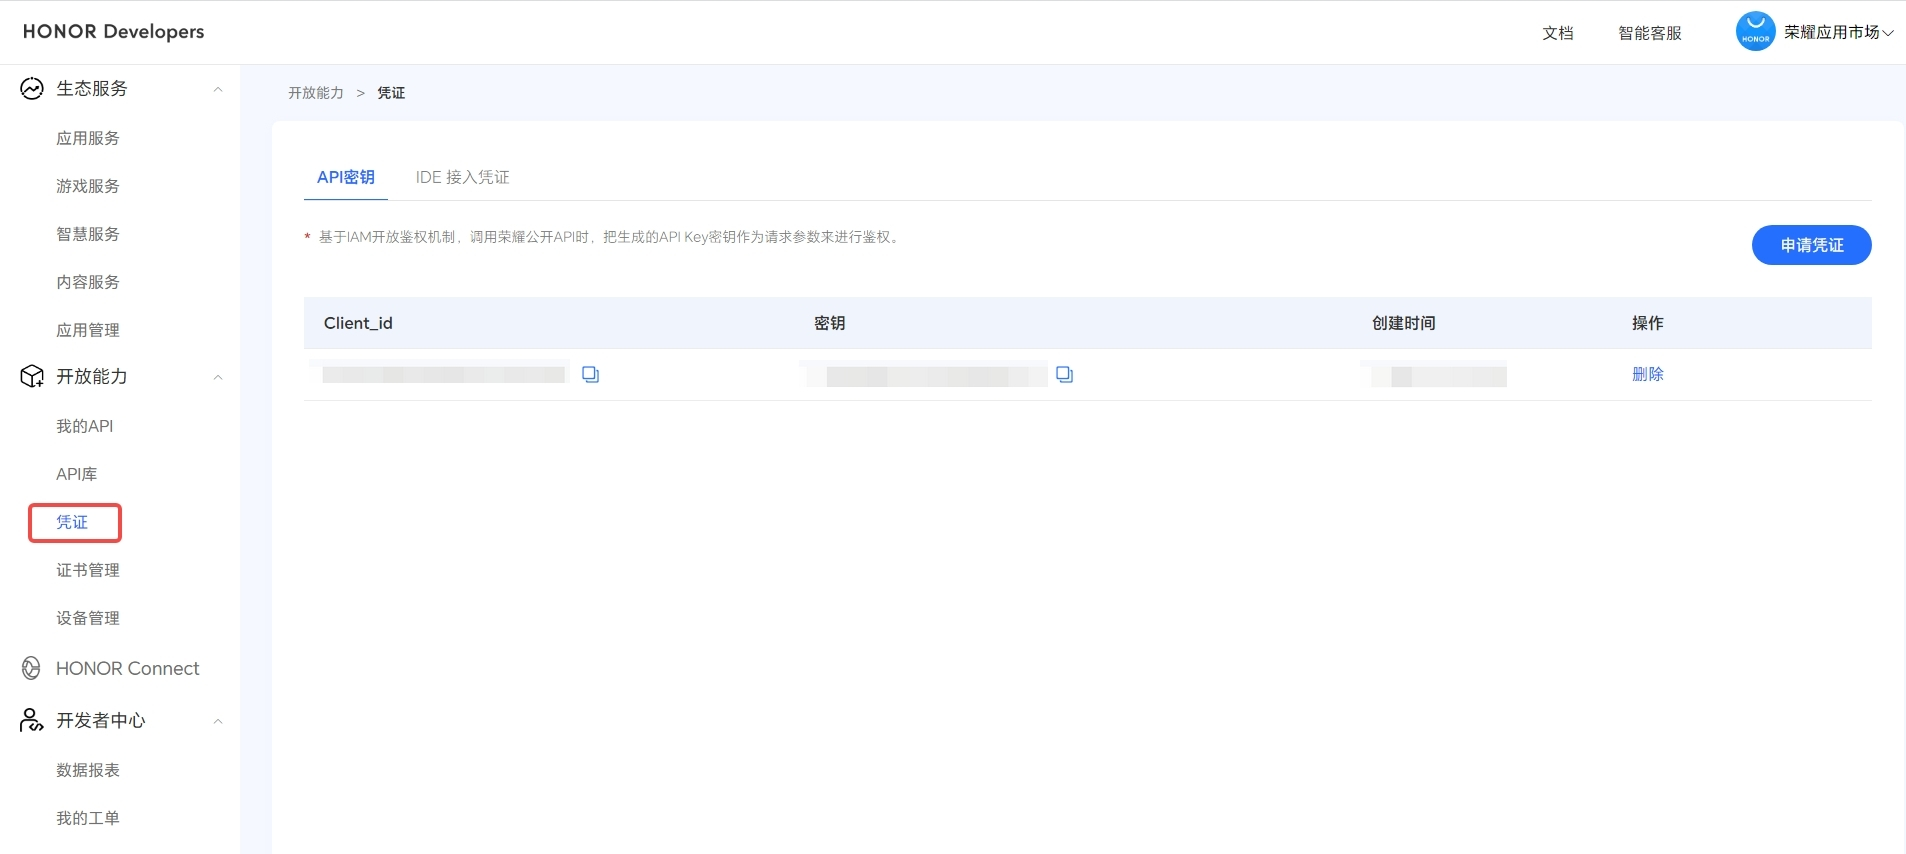 HONOR Developers
文档
智能客服
HONOR
荣耀应用市场
生态服务
应用服务
游戏服务
智慧服务
内容服务
应用管理
开放能力
我的API
API库
凭证
证书管理
设备管理
HONOR Connect
开发者中心
数据报表
我的工单
开放能力 > 凭证
API密钥
IDE 接入凭证
* 基于IAM开放鉴权机制，调用荣耀公开API时，把生成的API Key密钥作为请求参数来进行鉴权。
申请凭证
Client_id 密钥 创建时间 操作
删除